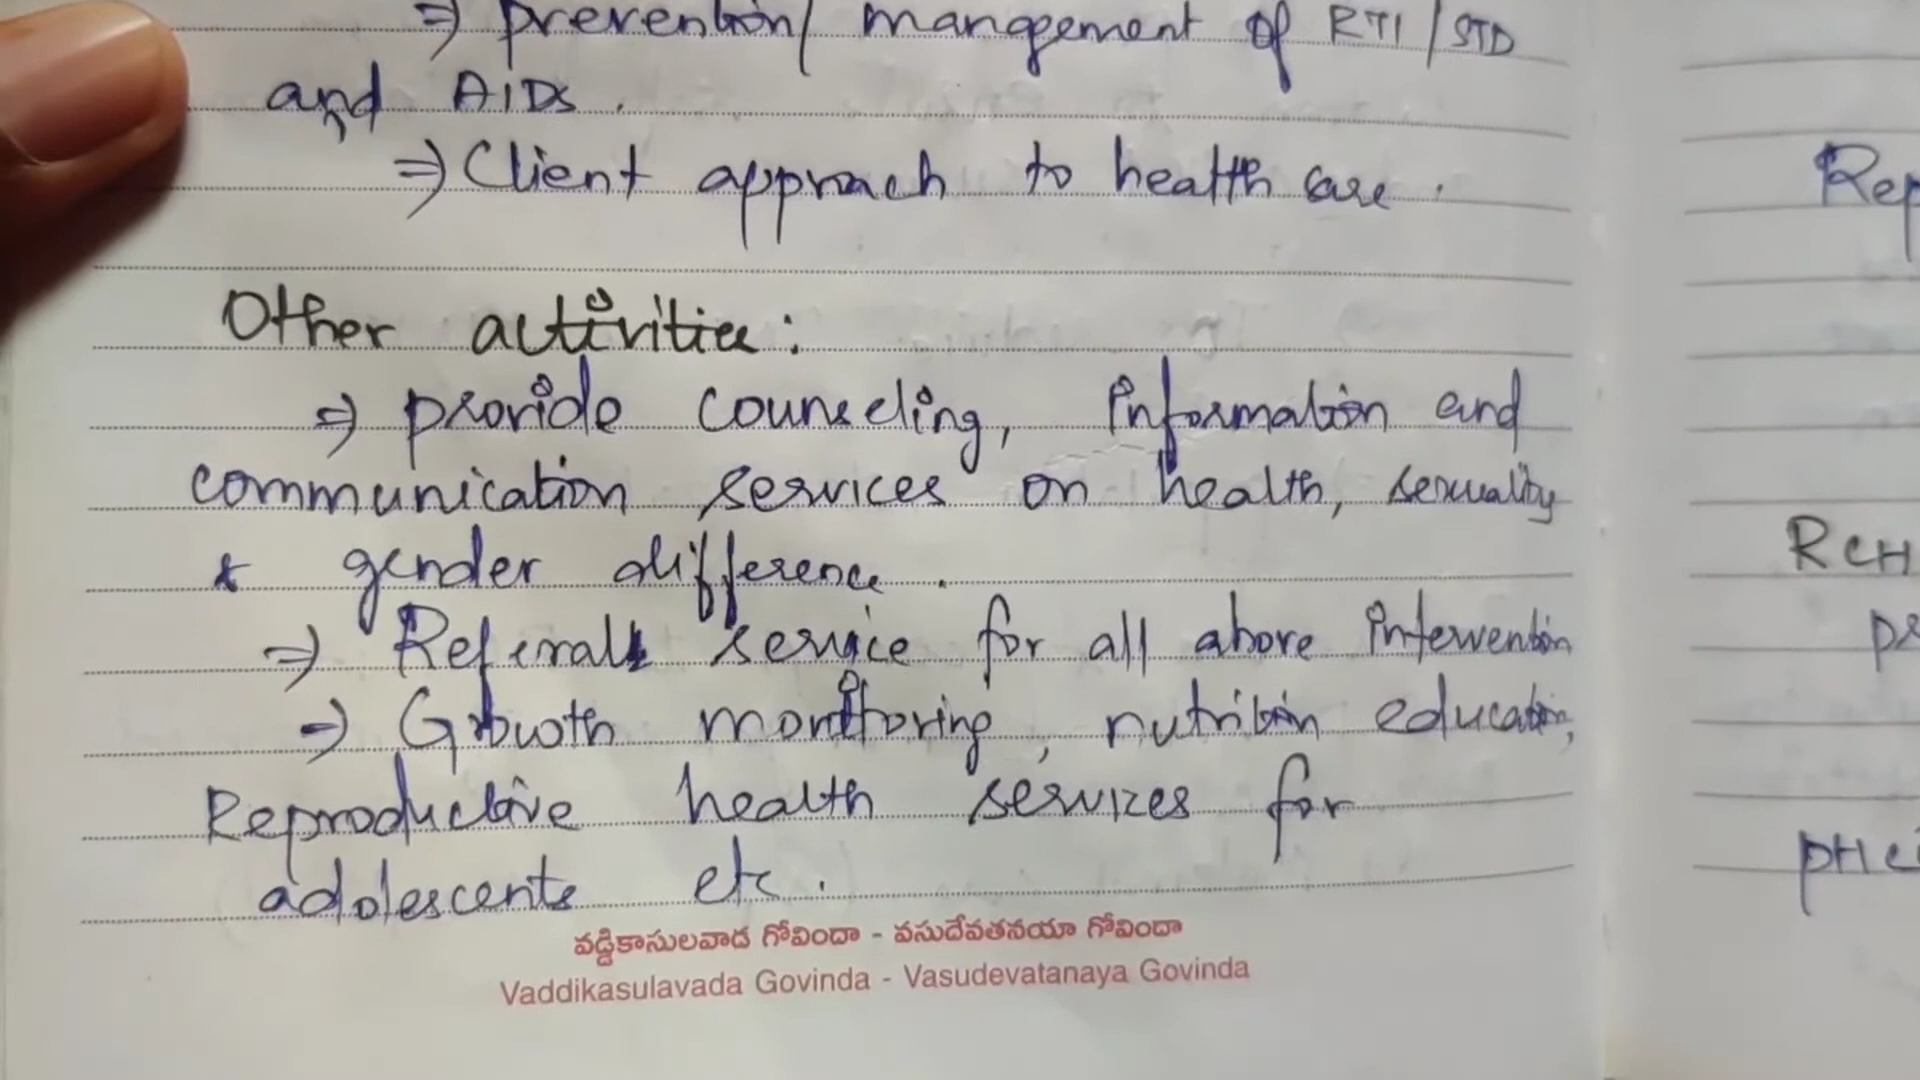 ⇒ prevention/ mangement of RTI/STD
and AIDs.
⇒ Client approach to health care.
Other activities:
⇒ provide counseling, information and
communication services on health, sexuality
& gender difference.
⇒ Referal service for all above intervention
⇒ Growth monitoring, nutrition education,
Reproductive health services for
adolescents etc.
వడ్డికాసులవాడ గోవిందా - వసుదేవతనయా గోవిందా
Vaddikasulavada Govinda - Vasudevatanaya Govinda
Rep
RCH